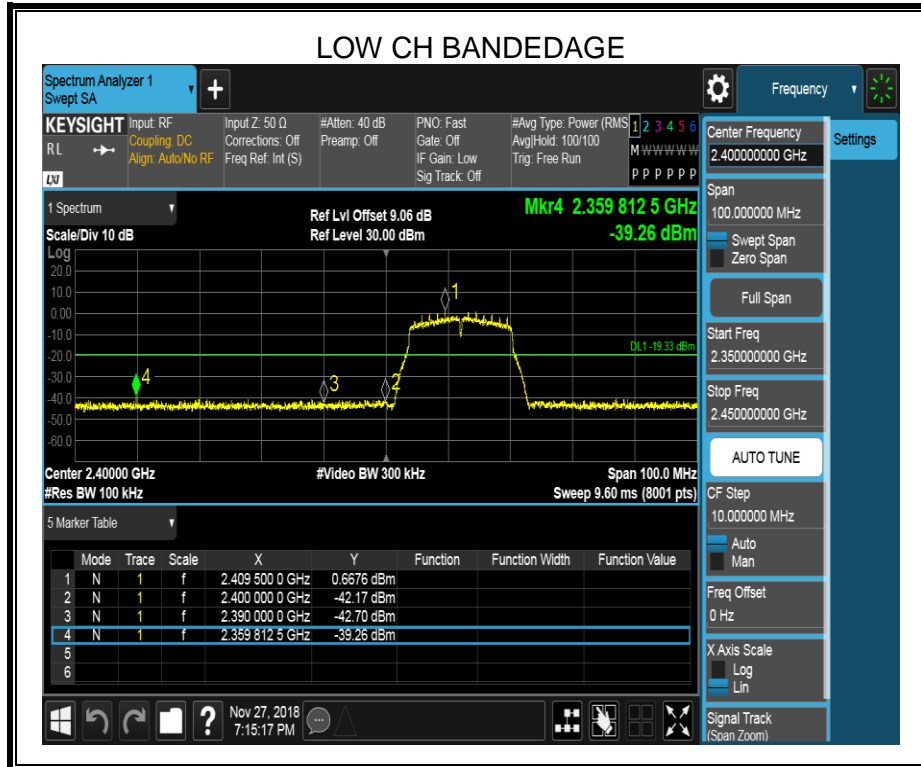 LOW CH BANDEDAGE
Spectrum Analyzer 1
Swept SA
+
Frequency
KEYSIGHT
RL
LXI
Input: RF
Coupling: DC
Align: Auto/No RF
Input Z: 50 Ω
Corrections: Off
Freq Ref: Int (S)
#Atten: 40 dB
Preamp: Off
PNO: Fast
Gate: Off
IF Gain: Low
Sig Track: Off
#Avg Type: Power (RMS
Avg|Hold: 100/100
Trig: Free Run
1 2 3 4 5 6
M W W W W W
P P P P P P
1 Spectrum
Scale/Div 10 dB
Ref Lvl Offset 9.06 dB
Ref Level 30.00 dBm
Mkr4 2.359 812 5 GHz
-39.26 dBm
Log
20.0
10.0
0.00
-10.0
-20.0
-30.0
-40.0
-50.0
-60.0
1
2
3
4
DL1 -19.33 dBm
Center 2.40000 GHz
#Res BW 100 kHz
#Video BW 300 kHz
Span 100.0 MHz
Sweep 9.60 ms (8001 pts)
5 Marker Table
Mode Trace Scale X Y Function Function Width Function Value
1 N 1 f 2.409 500 0 GHz 0.6676 dBm
2 N 1 f 2.400 000 0 GHz -42.17 dBm
3 N 1 f 2.390 000 0 GHz -42.70 dBm
4 N 1 f 2.359 812 5 GHz -39.26 dBm
5
6
?
Nov 27, 2018
7:15:17 PM
Center Frequency
2.400000000 GHz
Settings
Span
100.000000 MHz
Swept Span
Zero Span
Full Span
Start Freq
2.350000000 GHz
Stop Freq
2.450000000 GHz
AUTO TUNE
CF Step
10.000000 MHz
Auto
Man
Freq Offset
0 Hz
X Axis Scale
Log
Lin
Signal Track
(Span Zoom)